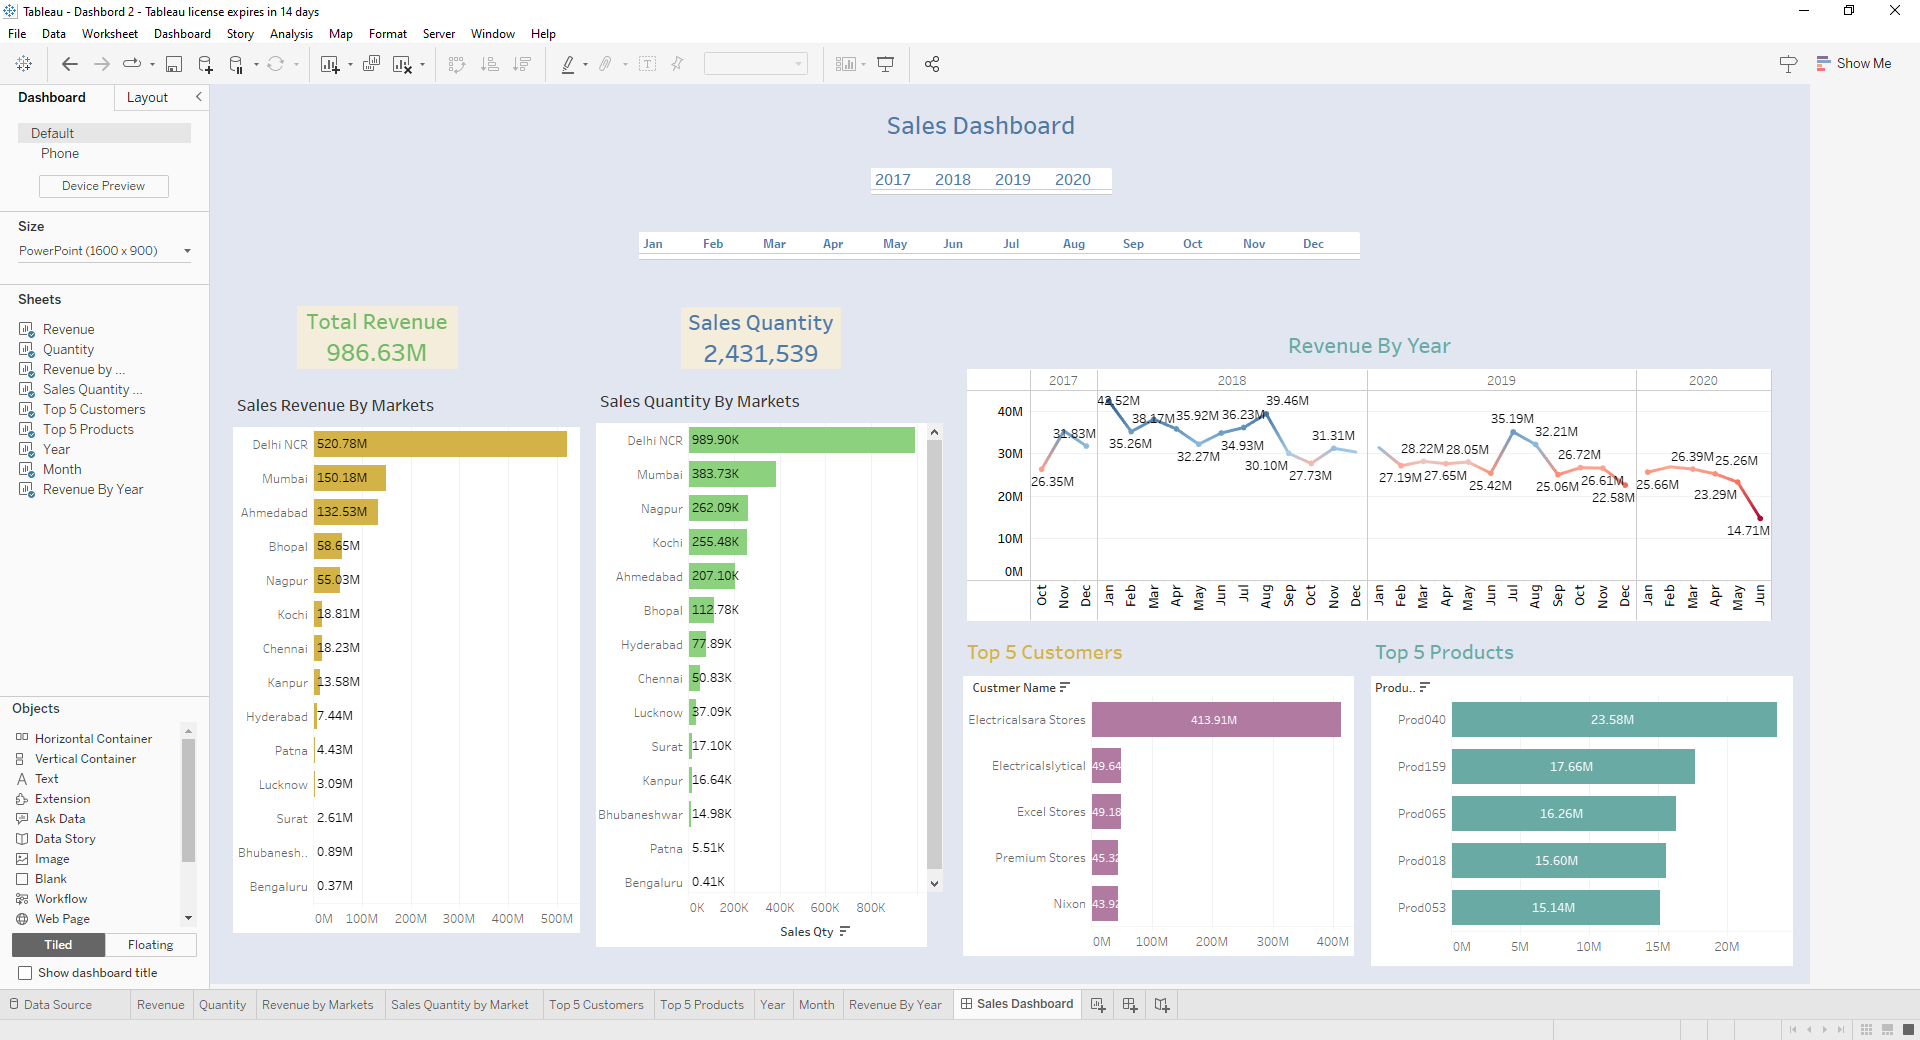 Tableau - Dashbord 2 - Tableau license expires in 14 days
File Data Worksheet Dashboard Story Analysis Map Format Server Window Help
Show Me
Dashboard Layout
Default
Phone
Device Preview
Size
PowerPoint (1600 x 900)
Sheets
Revenue
Quantity
Revenue by ...
Sales Quantity ...
Top 5 Customers
Top 5 Products
Year
Month
Revenue By Year
Objects
Horizontal Container
Vertical Container
Text
Extension
Ask Data
Data Story
Image
Blank
Workflow
Web Page
Tiled Floating
Show dashboard title
Sales Dashboard
2017 2018 2019 2020
Jan Feb Mar Apr May Jun Jul Aug Sep Oct Nov Dec
Total Revenue
986.63M
Sales Quantity
2,431,539
Sales Revenue By Markets
Delhi NCR 520.78M
Mumbai 150.18M
Ahmedabad 132.53M
Bhopal 58.65M
Nagpur 55.03M
Kochi 18.81M
Chennai 18.23M
Kanpur 13.58M
Hyderabad 7.44M
Patna 4.43M
Lucknow 3.09M
Surat 2.61M
Bhubanesh.. 0.89M
Bengaluru 0.37M
0M 100M 200M 300M 400M 500M
Sales Quantity By Markets
Delhi NCR 989.90K
Mumbai 383.73K
Nagpur 262.09K
Kochi 255.48K
Ahmedabad 207.10K
Bhopal 112.78K
Hyderabad 77.89K
Chennai 50.83K
Lucknow 37.09K
Surat 17.10K
Kanpur 16.64K
Bhubaneshwar 14.98K
Patna 5.51K
Bengaluru 0.41K
0K 200K 400K 600K 800K
Sales Qty
Revenue By Year
2017 2018 2019 2020
40M
30M
20M
10M
0M
26.35M 31.83M
42.52M 35.26M 38.17M 35.92M 32.27M 34.93M 36.23M 39.46M 30.10M 27.73M 31.31M
27.19M 28.22M 27.65M 28.05M 25.42M 35.19M 32.21M 25.06M 26.72M 26.61M 22.58M
25.66M 26.39M 23.29M 25.26M 14.71M
Oct Nov Dec Jan Feb Mar Apr May Jun Jul Aug Sep Oct Nov Dec Jan Feb Mar Apr May Jun Jul Aug Sep Oct Nov Dec Jan Feb Mar Apr May Jun
Top 5 Customers
Custmer Name
Electricalsara Stores 413.91M
Electricalslytical 49.64
Excel Stores 49.18
Premium Stores 45.32
Nixon 43.92
0M 100M 200M 300M 400M
Top 5 Products
Produ..
Prod040 23.58M
Prod159 17.66M
Prod065 16.26M
Prod018 15.60M
Prod053 15.14M
0M 5M 10M 15M 20M
Data Source Revenue Quantity Revenue by Markets Sales Quantity by Market Top 5 Customers Top 5 Products Year Month Revenue By Year Sales Dashboard